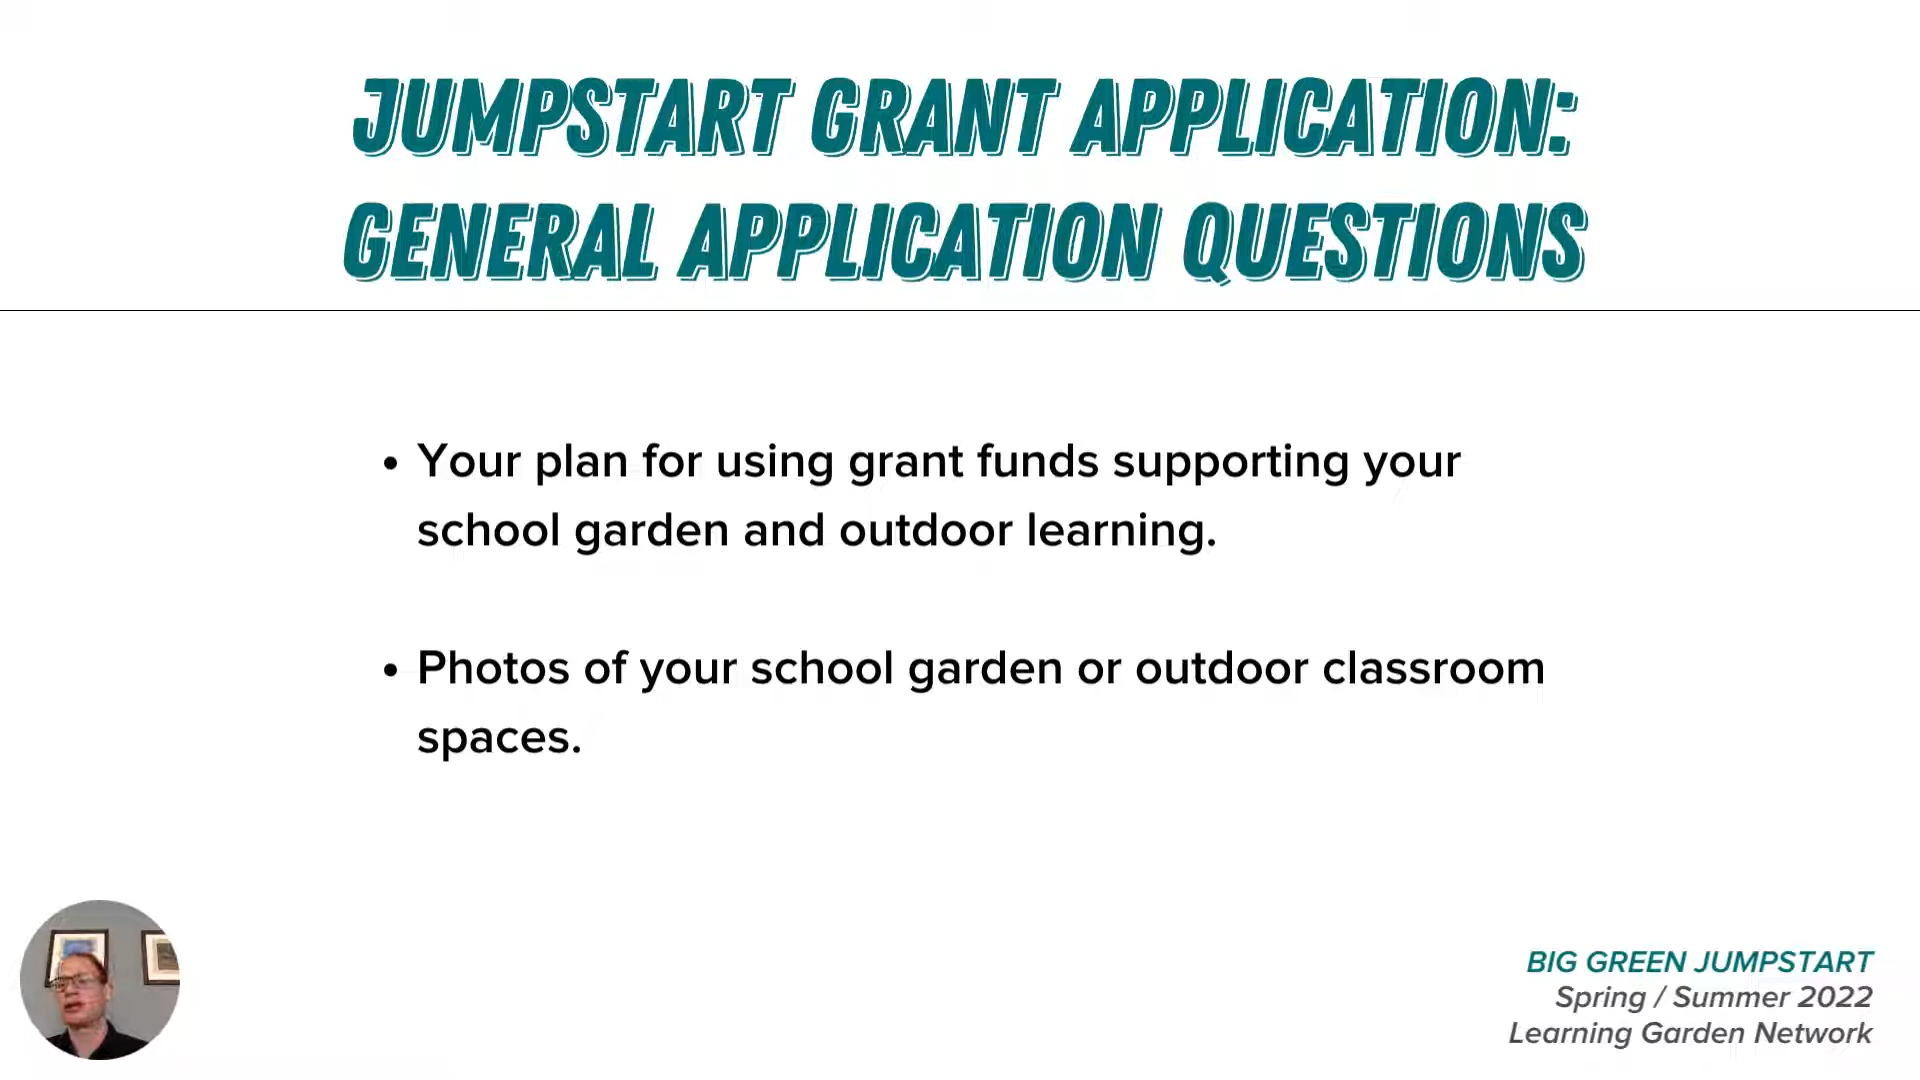 JUMPSTART GRANT APPLICATION:
GENERAL APPLICATION QUESTIONS
• Your plan for using grant funds supporting your
school garden and outdoor learning.
• Photos of your school garden or outdoor classroom
spaces.
BIG GREEN JUMPSTART
Spring / Summer 2022
Learning Garden Network